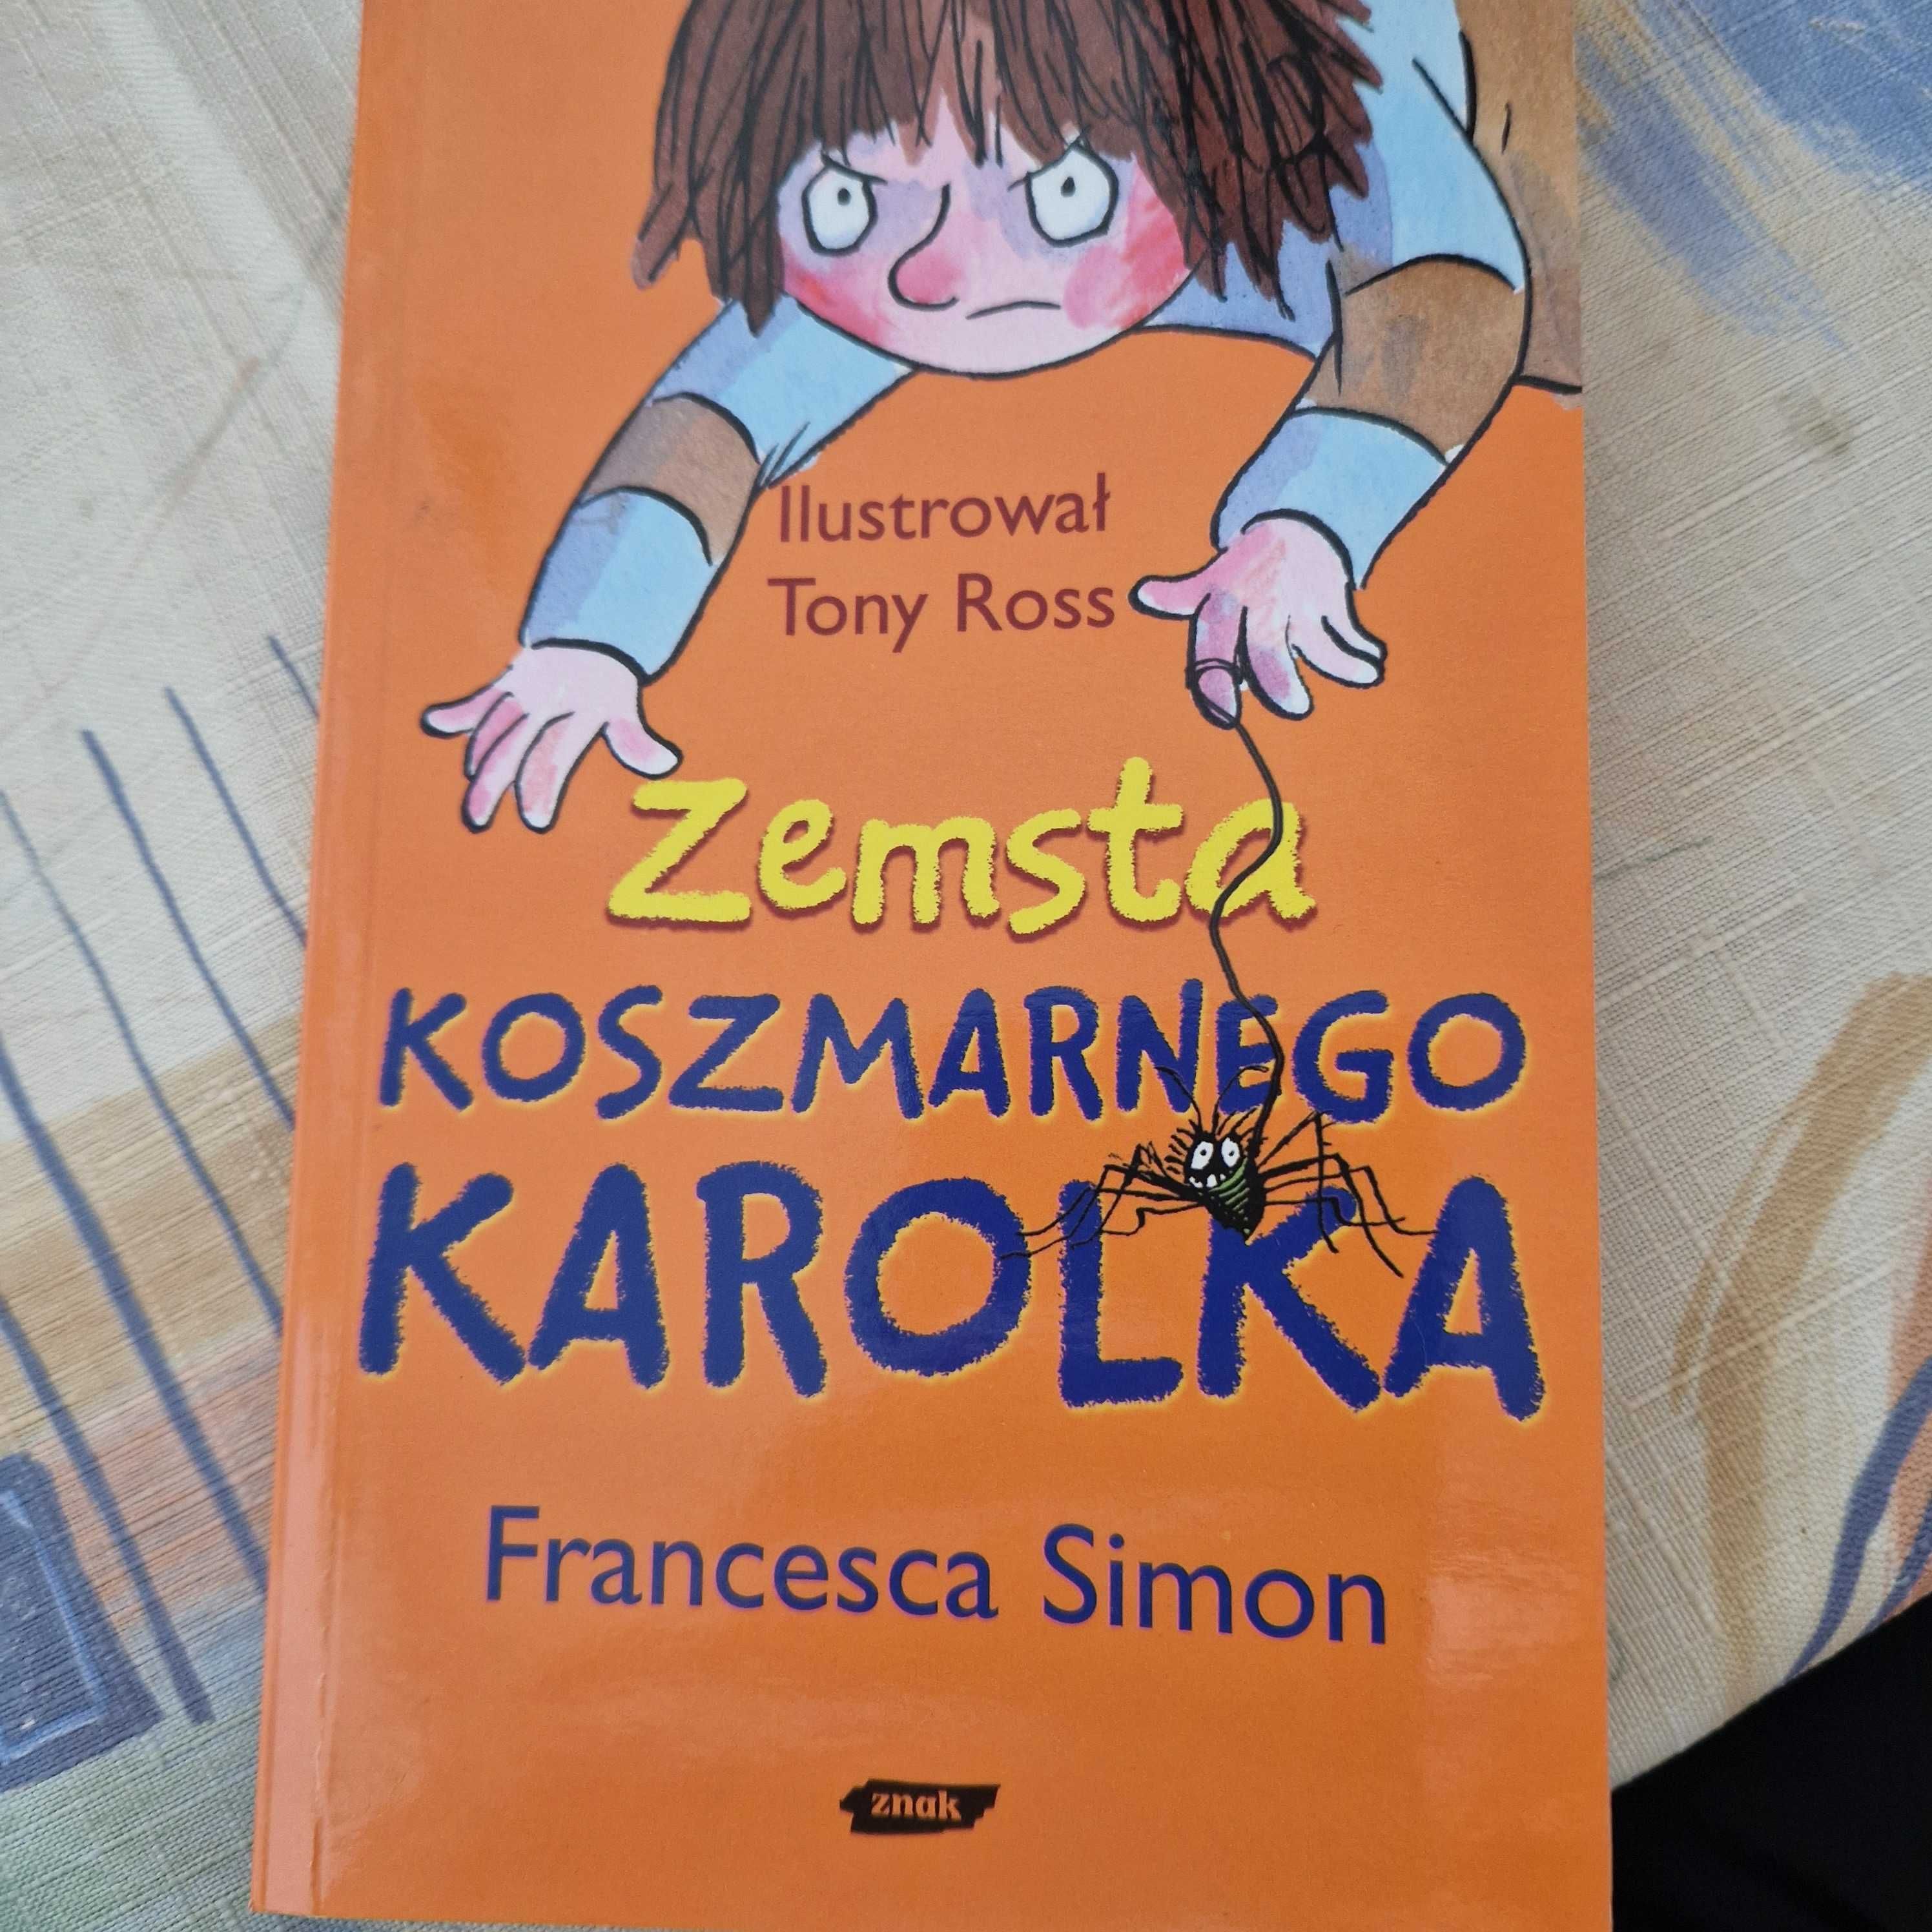 Ilustrował
Tony Ross
Zemsta
KOSZMARNEGO
KAROLKA
Francesca Simon
znak